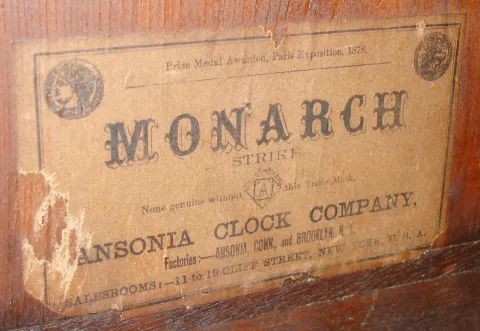 Prize Medal Awarded, Paris Exposition, 1878.
MONARCH
STRIKE
None genuine without A this Trade Mark.
ANSONIA CLOCK COMPANY,
Factories:—ANSONIA, CONN., and BROOKLYN, N.Y.
SALESROOMS:—11 to 19 CLIFF STREET, NEW YORK, U.S.A.